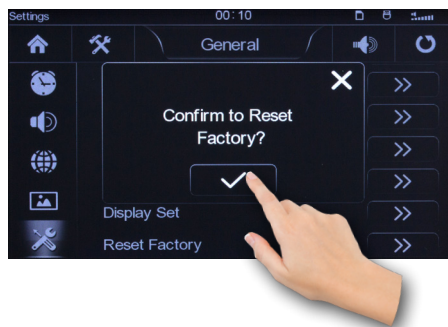 Settings
00:10
General
Confirm to Reset
Factory?
Display Set
Reset Factory